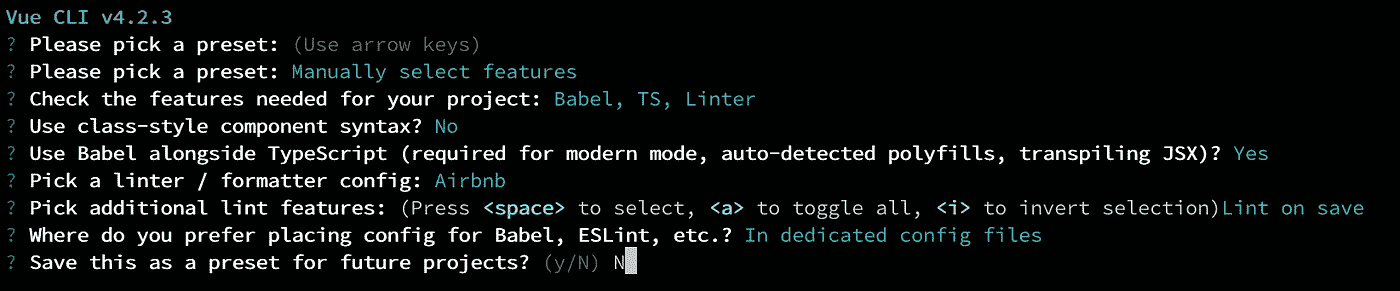 Vue CLI v4.2.3
? Please pick a preset: (Use arrow keys)
? Please pick a preset: Manually select features
? Check the features needed for your project: Babel, TS, Linter
? Use class-style component syntax? No
? Use Babel alongside TypeScript (required for modern mode, auto-detected polyfills, transpiling JSX)? Yes
? Pick a linter / formatter config: Airbnb
? Pick additional lint features: (Press <space> to select, <a> to toggle all, <i> to invert selection)Lint on save
? Where do you prefer placing config for Babel, ESLint, etc.? In dedicated config files
? Save this as a preset for future projects? (y/N) N